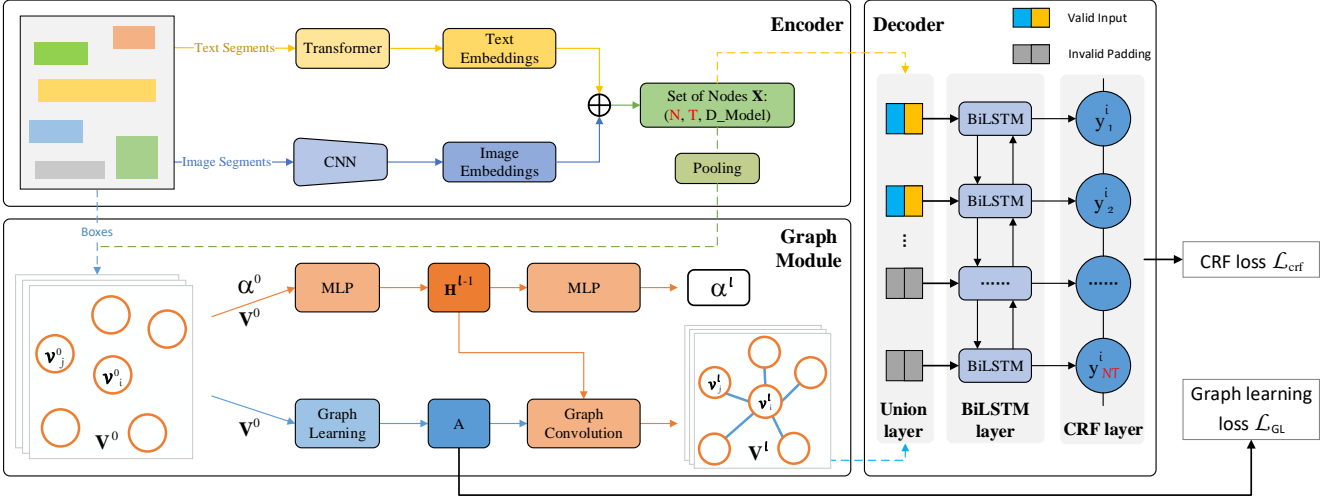 Encoder
Text Segments
Transformer
Text
Embeddings
Set of Nodes X:
(N, T, D_Model)
Image Segments
CNN
Image
Embeddings
Pooling
Boxes
Graph
Module
α⁰
V⁰
MLP
Hˡ⁻¹
MLP
αˡ
v⁰ⱼ
v⁰ᵢ
V⁰
V⁰
Graph
Learning
A
Graph
Convolution
vˡⱼ
vˡᵢ
Vˡ
Decoder
Valid Input
Invalid Padding
BiLSTM
y₁ⁱ
BiLSTM
y₂ⁱ
...
......
......
BiLSTM
y_NTⁱ
Union
layer
BiLSTM
layer
CRF layer
CRF loss ℒcrf
Graph learning
loss ℒGL